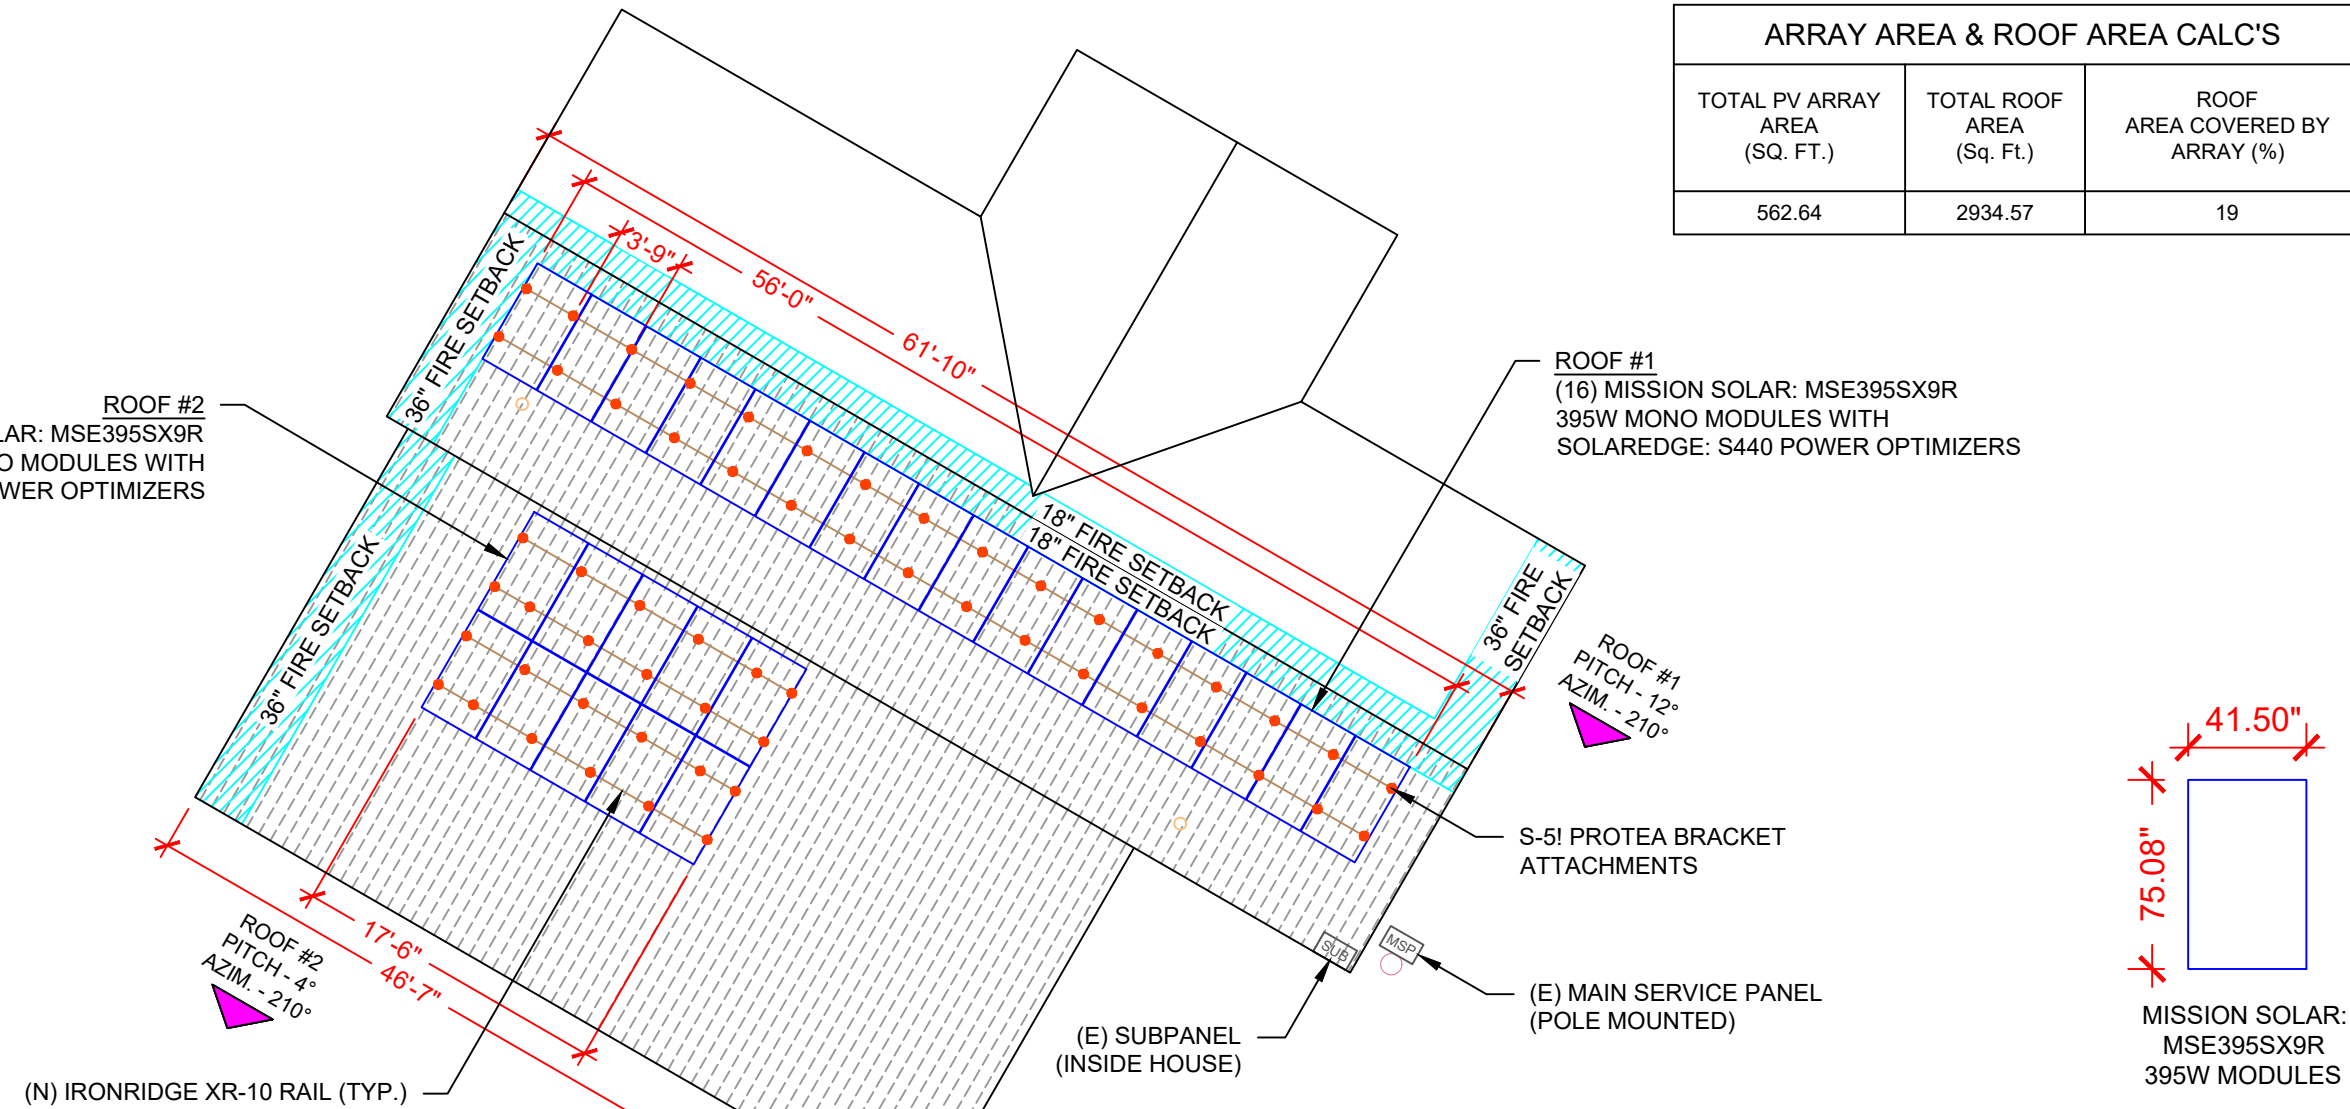 ARRAY AREA & ROOF AREA CALC'S
TOTAL PV ARRAY
AREA
(SQ. FT.)
TOTAL ROOF
AREA
(Sq. Ft.)
ROOF
AREA COVERED BY
ARRAY (%)
562.64
2934.57
19
3'-9"
56'-0"
61'-10"
36" FIRE SETBACK
36" FIRE SETBACK
18" FIRE SETBACK
18" FIRE SETBACK
36" FIRE
SETBACK
ROOF #2
LAR: MSE395SX9R
O MODULES WITH
WER OPTIMIZERS
ROOF #1
(16) MISSION SOLAR: MSE395SX9R
395W MONO MODULES WITH
SOLAREDGE: S440 POWER OPTIMIZERS
ROOF #1
PITCH - 12°
AZIM. - 210°
41.50"
75.08"
MISSION SOLAR:
MSE395SX9R
395W MODULES
S-5! PROTEA BRACKET
ATTACHMENTS
SUB
MSP
(E) MAIN SERVICE PANEL
(POLE MOUNTED)
(E) SUBPANEL
(INSIDE HOUSE)
17'-6"
46'-7"
ROOF #2
PITCH - 4°
AZIM. - 210°
(N) IRONRIDGE XR-10 RAIL (TYP.)